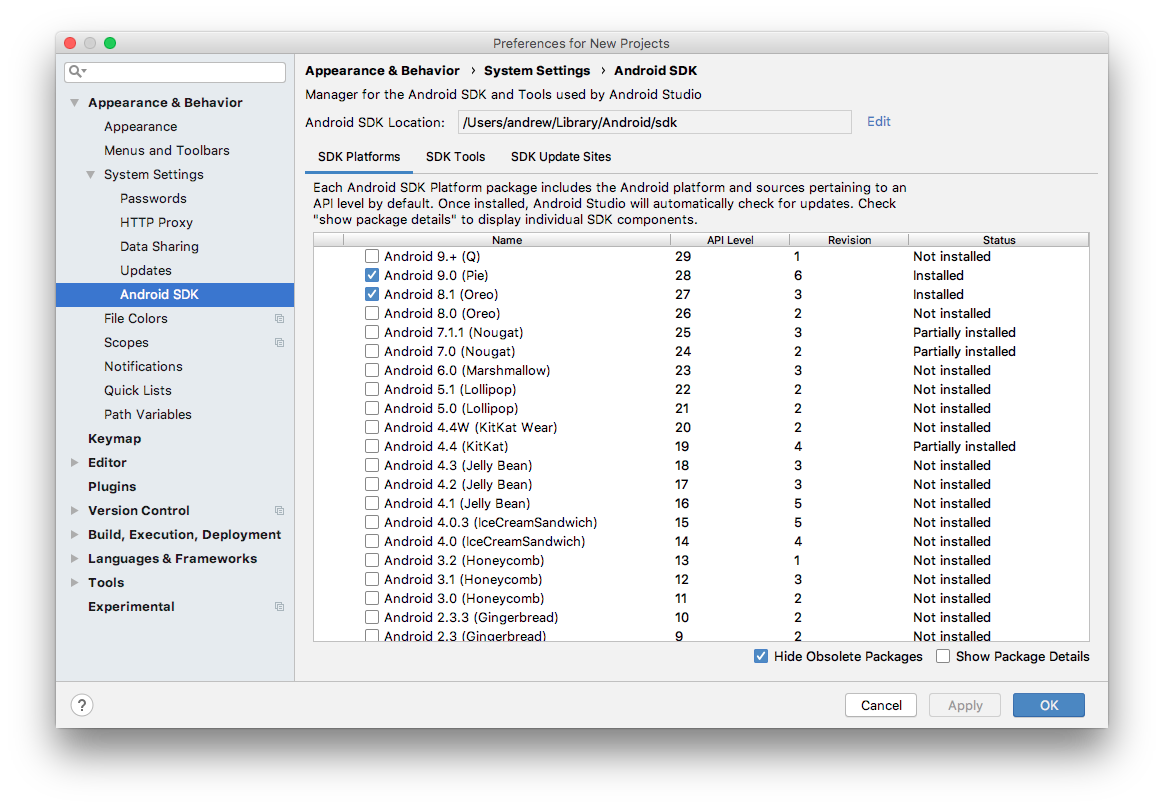 Preferences for New Projects
Appearance & Behavior
Appearance
Menus and Toolbars
System Settings
Passwords
HTTP Proxy
Data Sharing
Updates
Android SDK
File Colors
Scopes
Notifications
Quick Lists
Path Variables
Keymap
Editor
Plugins
Version Control
Build, Execution, Deployment
Languages & Frameworks
Tools
Experimental
Appearance & Behavior › System Settings › Android SDK
Manager for the Android SDK and Tools used by Android Studio
Android SDK Location: /Users/andrew/Library/Android/sdk Edit
SDK Platforms SDK Tools SDK Update Sites
Each Android SDK Platform package includes the Android platform and sources pertaining to an
API level by default. Once installed, Android Studio will automatically check for updates. Check
"show package details" to display individual SDK components.
Name API Level Revision Status
Android 9.+ (Q) 29 1 Not installed
Android 9.0 (Pie) 28 6 Installed
Android 8.1 (Oreo) 27 3 Installed
Android 8.0 (Oreo) 26 2 Not installed
Android 7.1.1 (Nougat) 25 3 Partially installed
Android 7.0 (Nougat) 24 2 Partially installed
Android 6.0 (Marshmallow) 23 3 Not installed
Android 5.1 (Lollipop) 22 2 Not installed
Android 5.0 (Lollipop) 21 2 Not installed
Android 4.4W (KitKat Wear) 20 2 Not installed
Android 4.4 (KitKat) 19 4 Partially installed
Android 4.3 (Jelly Bean) 18 3 Not installed
Android 4.2 (Jelly Bean) 17 3 Not installed
Android 4.1 (Jelly Bean) 16 5 Not installed
Android 4.0.3 (IceCreamSandwich) 15 5 Not installed
Android 4.0 (IceCreamSandwich) 14 4 Not installed
Android 3.2 (Honeycomb) 13 1 Not installed
Android 3.1 (Honeycomb) 12 3 Not installed
Android 3.0 (Honeycomb) 11 2 Not installed
Android 2.3.3 (Gingerbread) 10 2 Not installed
Android 2.3 (Gingerbread) 9 2 Not installed
Hide Obsolete Packages Show Package Details
? Cancel Apply OK